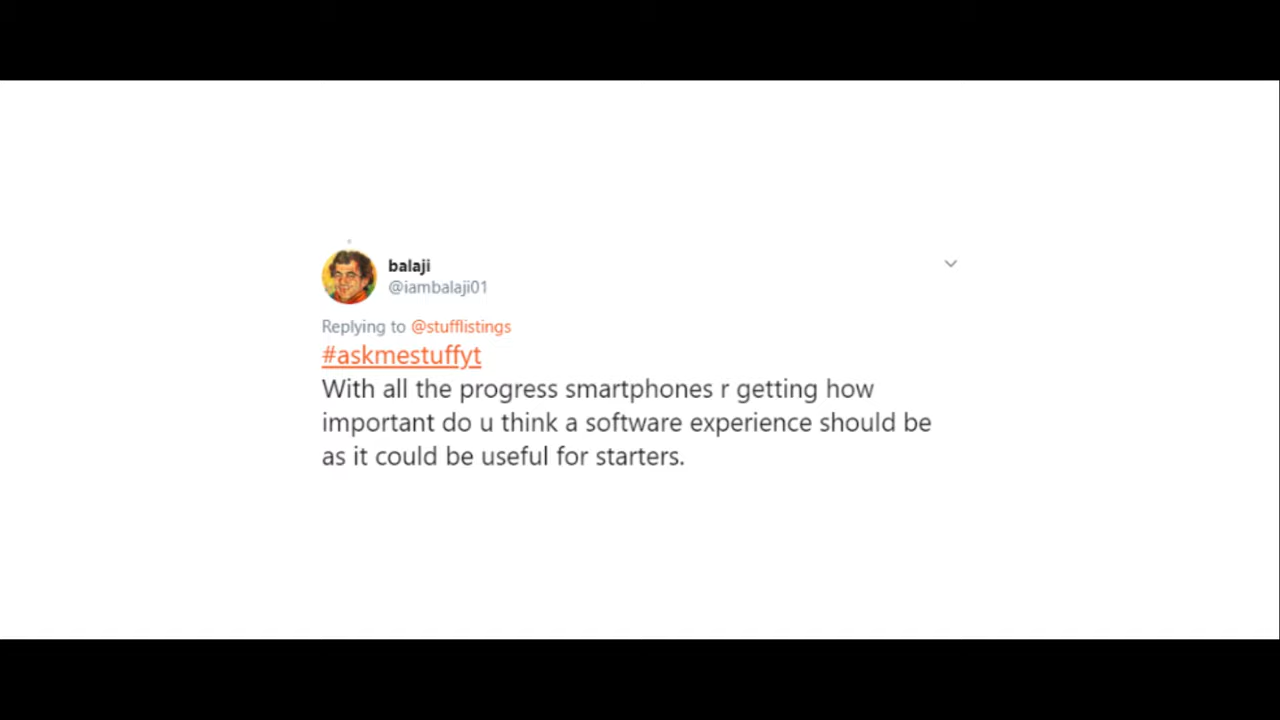 balaji
@iambalaji01
Replying to @stufflistings
#askmestuffyt
With all the progress smartphones r getting how
important do u think a software experience should be
as it could be useful for starters.